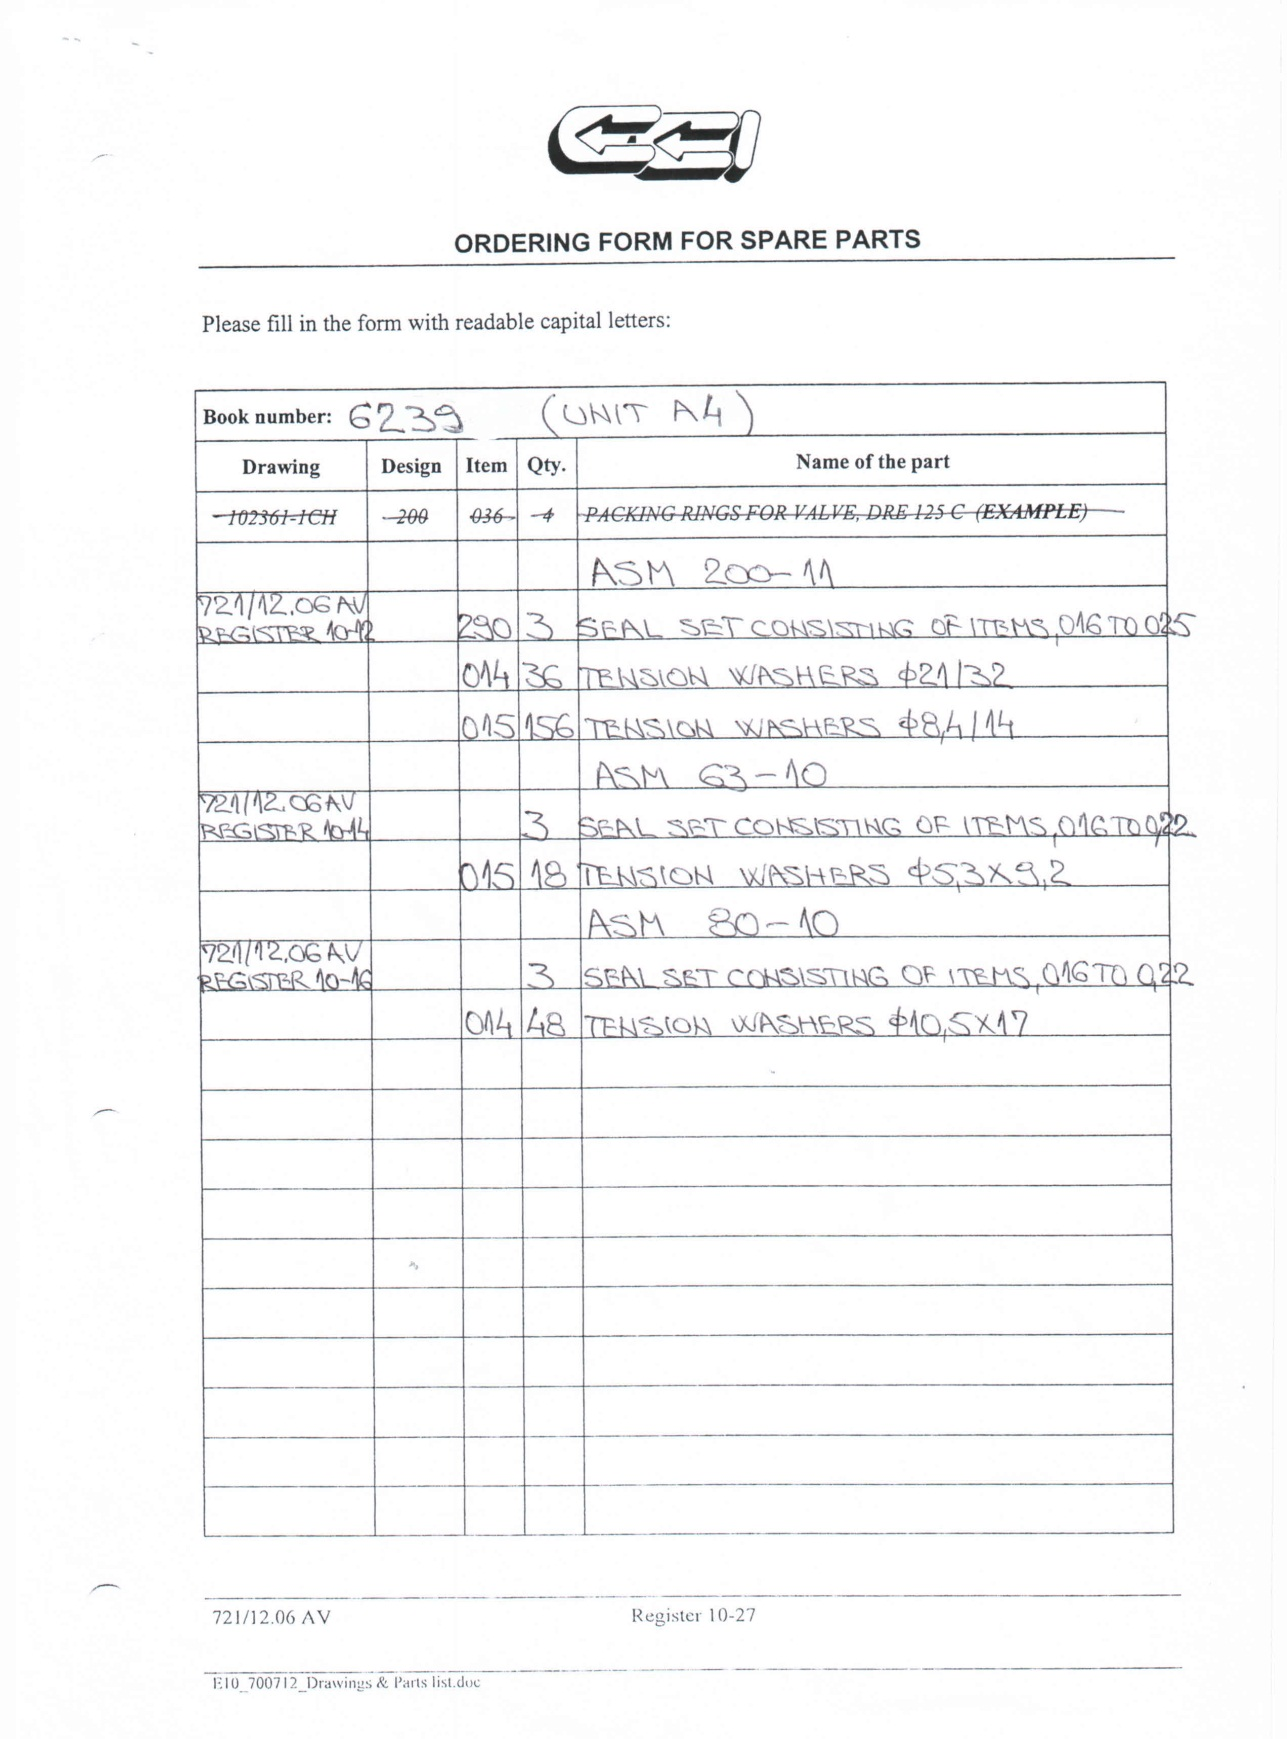 CCI
ORDERING FORM FOR SPARE PARTS
Please fill in the form with readable capital letters:
Book number: 6239 (UNIT A4)
Drawing Design Item Qty. Name of the part
102361-1CH 200 036 4 PACKING RINGS FOR VALVE, DRE 125 C (EXAMPLE)
ASM 200-11
721/12.06 AV
REGISTER 10-12 290 3 SEAL SET CONSISTING OF ITEMS, 016 TO 025
014 36 TENSION WASHERS ϕ21/32
015 156 TENSION WASHERS ϕ8,4/14
ASM 63-10
721/12.06 AV
REGISTER 10-14 3 SEAL SET CONSISTING OF ITEMS, 016 TO 0,22
015 18 TENSION WASHERS ϕ5,3X9,2
ASM 80-10
721/12.06 AV
REGISTER 10-16 3 SEAL SET CONSISTING OF ITEMS, 016 TO 0,22
014 48 TENSION WASHERS ϕ10,5X17
721/12.06 AV Register 10-27
E10_700712_Drawings & Parts list.doc